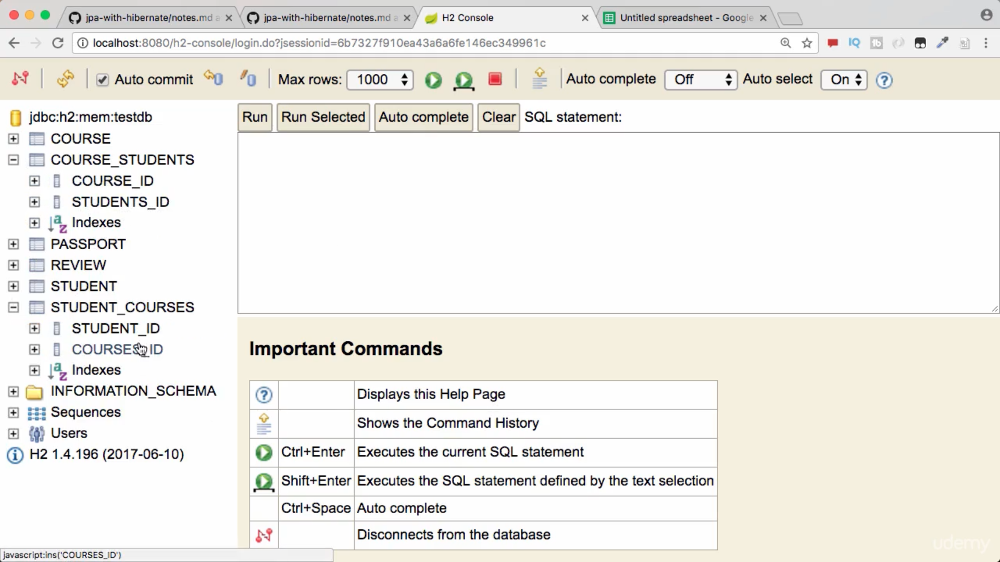 jpa-with-hibernate/notes.md a
jpa-with-hibernate/notes.md a
H2 Console
Untitled spreadsheet - Google
localhost:8080/h2-console/login.do?jsessionid=6b7327f910ea43a6a6fe146ec349961c
IQ
Auto commit
Max rows: 1000
Auto complete Off
Auto select On
jdbc:h2:mem:testdb
COURSE
COURSE_STUDENTS
COURSE_ID
STUDENTS_ID
Indexes
PASSPORT
REVIEW
STUDENT
STUDENT_COURSES
STUDENT_ID
COURSES_ID
Indexes
INFORMATION_SCHEMA
Sequences
Users
H2 1.4.196 (2017-06-10)
Run Run Selected Auto complete Clear SQL statement:
Important Commands
Displays this Help Page
Shows the Command History
Ctrl+Enter Executes the current SQL statement
Shift+Enter Executes the SQL statement defined by the text selection
Ctrl+Space Auto complete
Disconnects from the database
javascript:ins('COURSES_ID')
udemy